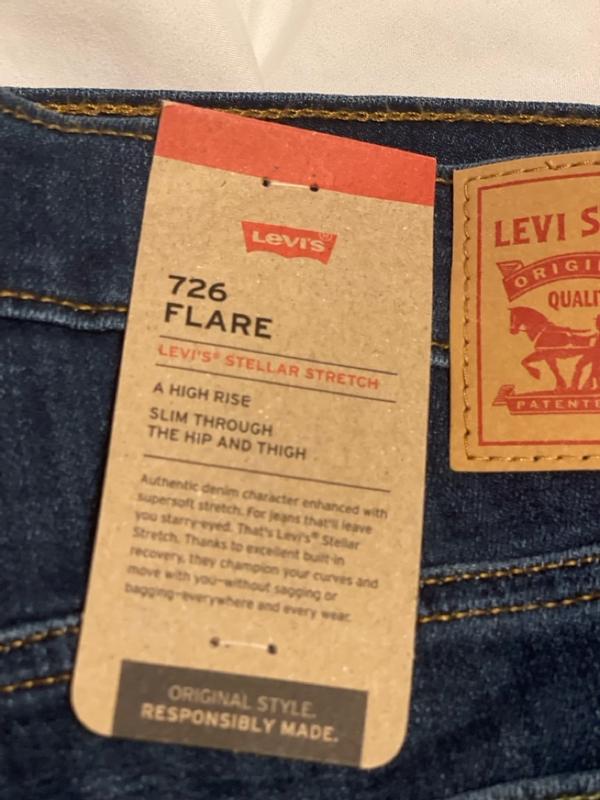 Levi's®
726
FLARE
LEVI'S® STELLAR STRETCH
A HIGH RISE
SLIM THROUGH
THE HIP AND THIGH
Authentic denim character enhanced with
supersoft stretch. For jeans that'll leave
you starry-eyed. That's Levi's® Stellar
Stretch. Thanks to excellent built-in
recovery, they champion your curves and
move with you—without sagging or
bagging—everywhere and every wear.
ORIGINAL STYLE.
RESPONSIBLY MADE.
LEVI S
ORIGI
QUALI
PATENTE